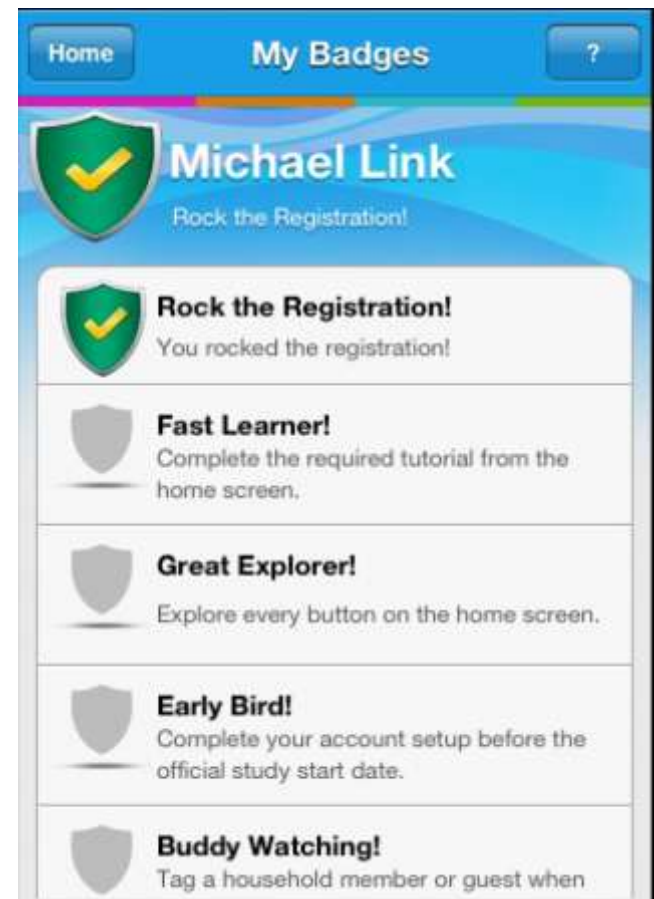 Home
My Badges
?
Michael Link
Rock the Registration!
Rock the Registration!
You rocked the registration!
Fast Learner!
Complete the required tutorial from the
home screen.
Great Explorer!
Explore every button on the home screen.
Early Bird!
Complete your account setup before the
official study start date.
Buddy Watching!
Tag a household member or guest when